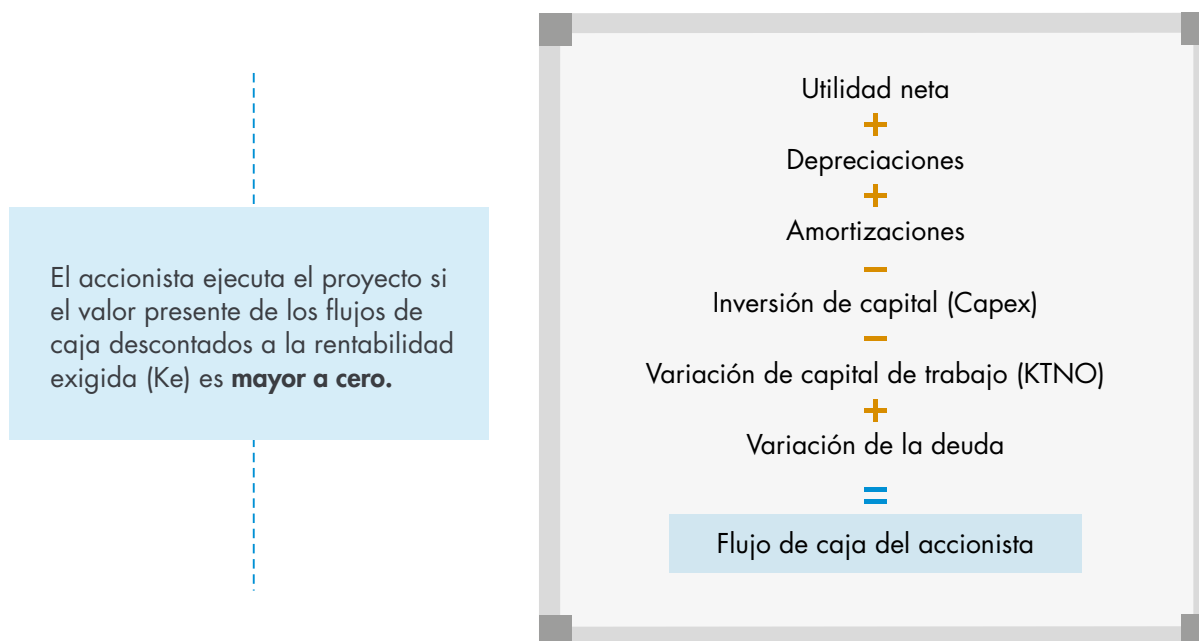 El accionista ejecuta el proyecto si
el valor presente de los flujos de
caja descontados a la rentabilidad
exigida (Ke) es mayor a cero.
Utilidad neta
+
Depreciaciones
+
Amortizaciones
−
Inversión de capital (Capex)
−
Variación de capital de trabajo (KTNO)
+
Variación de la deuda
=
Flujo de caja del accionista